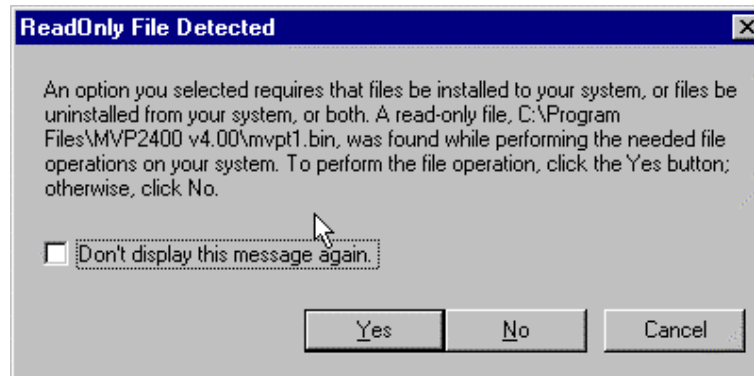 ReadOnly File Detected
An option you selected requires that files be installed to your system, or files be
uninstalled from your system, or both. A read-only file, C:\Program
Files\MVP2400 v4.00\mvpt1.bin, was found while performing the needed file
operations on your system. To perform the file operation, click the Yes button;
otherwise, click No.
Don't display this message again.
Yes No Cancel